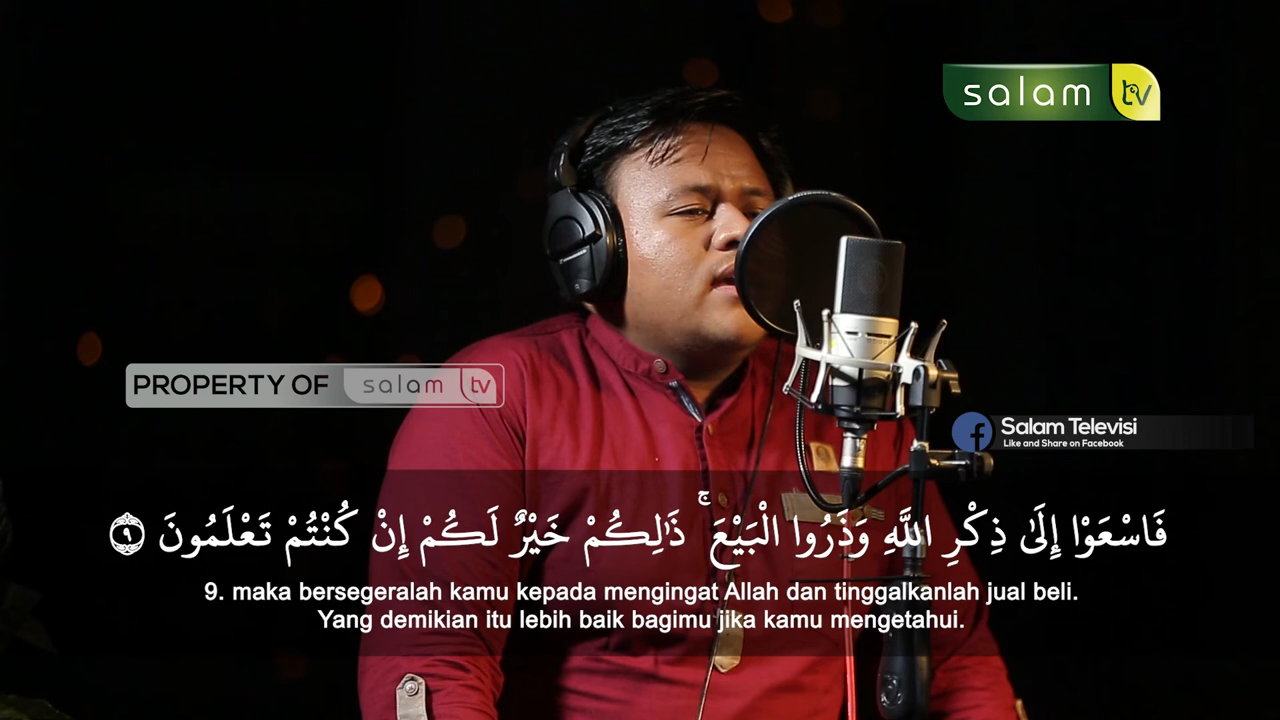 salam tv
PROPERTY OF salam tv
Salam Televisi
Like and Share on Facebook
فَاسْعَوْا إِلَىٰ ذِكْرِ اللَّهِ وَذَرُوا الْبَيْعَ ۚ ذَٰلِكُمْ خَيْرٌ لَكُمْ إِنْ كُنْتُمْ تَعْلَمُونَ ۝٩
9. maka bersegeralah kamu kepada mengingat Allah dan tinggalkanlah jual beli.
Yang demikian itu lebih baik bagimu jika kamu mengetahui.